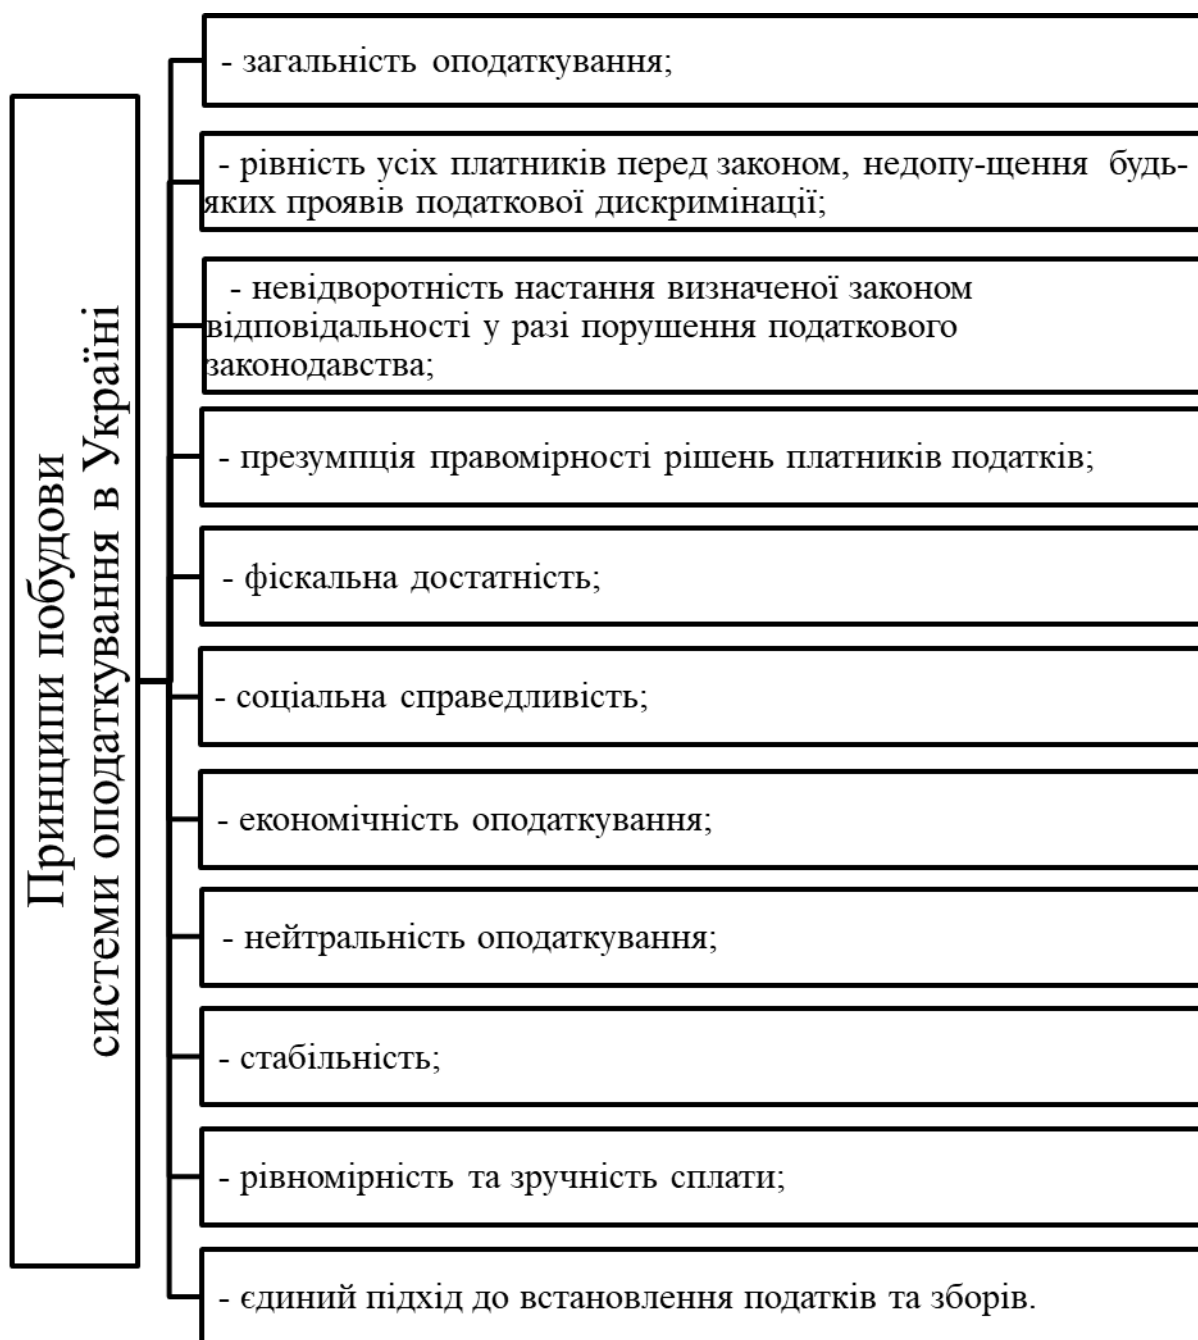 Принципи побудови
системи оподаткування в Україні
- загальність оподаткування;
- рівність усіх платників перед законом, недопу-щення будь-
яких проявів податкової дискримінації;
- невідворотність настання визначеної законом
відповідальності у разі порушення податкового
законодавства;
- презумпція правомірності рішень платників податків;
- фіскальна достатність;
- соціальна справедливість;
- економічність оподаткування;
- нейтральність оподаткування;
- стабільність;
- рівномірність та зручність сплати;
- єдиний підхід до встановлення податків та зборів.